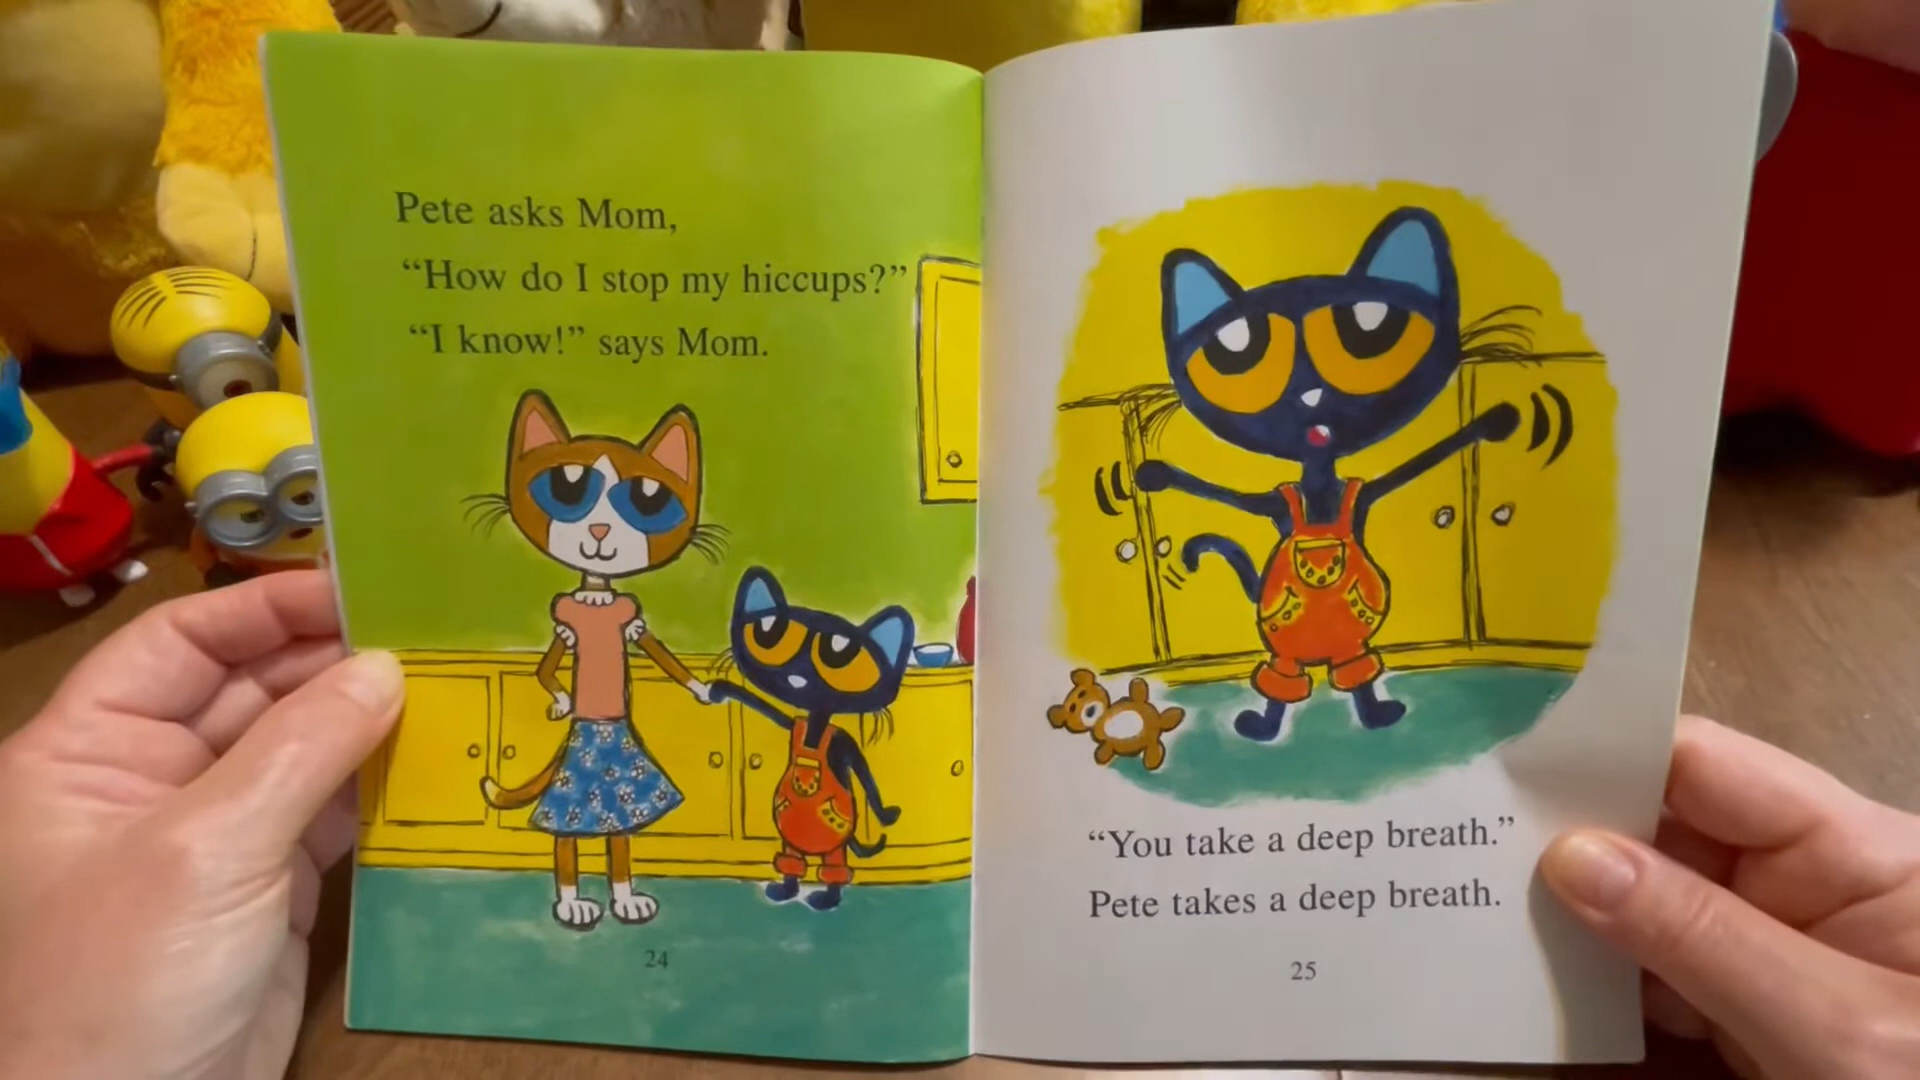 Pete asks Mom,
“How do I stop my hiccups?”
“I know!” says Mom.
24
“You take a deep breath.”
Pete takes a deep breath.
25